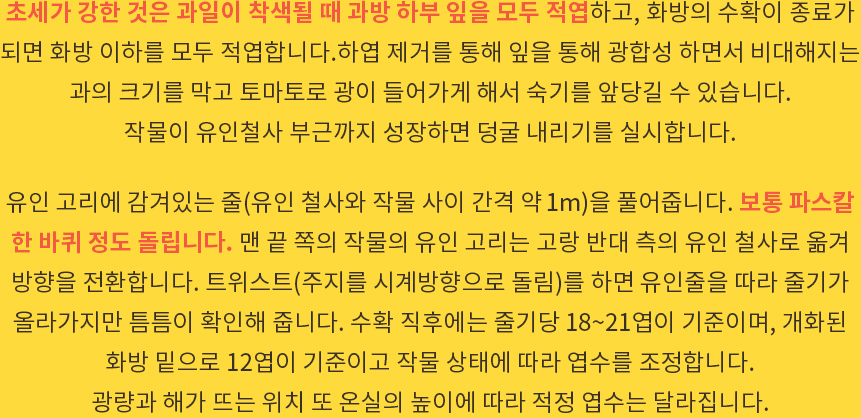 초세가 강한 것은 과일이 착색될 때 과방 하부 잎을 모두 적엽하고, 화방의 수확이 종료가
되면 화방 이하를 모두 적엽합니다.하엽 제거를 통해 잎을 통해 광합성 하면서 비대해지는
과의 크기를 막고 토마토로 광이 들어가게 해서 숙기를 앞당길 수 있습니다.
작물이 유인철사 부근까지 성장하면 덩굴 내리기를 실시합니다.
유인 고리에 감겨있는 줄(유인 철사와 작물 사이 간격 약 1m)을 풀어줍니다. 보통 파스칼
한 바퀴 정도 돌립니다. 맨 끝 쪽의 작물의 유인 고리는 고랑 반대 측의 유인 철사로 옮겨
방향을 전환합니다. 트위스트(주지를 시계방향으로 돌림)를 하면 유인줄을 따라 줄기가
올라가지만 틈틈이 확인해 줍니다. 수확 직후에는 줄기당 18~21엽이 기준이며, 개화된
화방 밑으로 12엽이 기준이고 작물 상태에 따라 엽수를 조정합니다.
광량과 해가 뜨는 위치 또 온실의 높이에 따라 적정 엽수는 달라집니다.